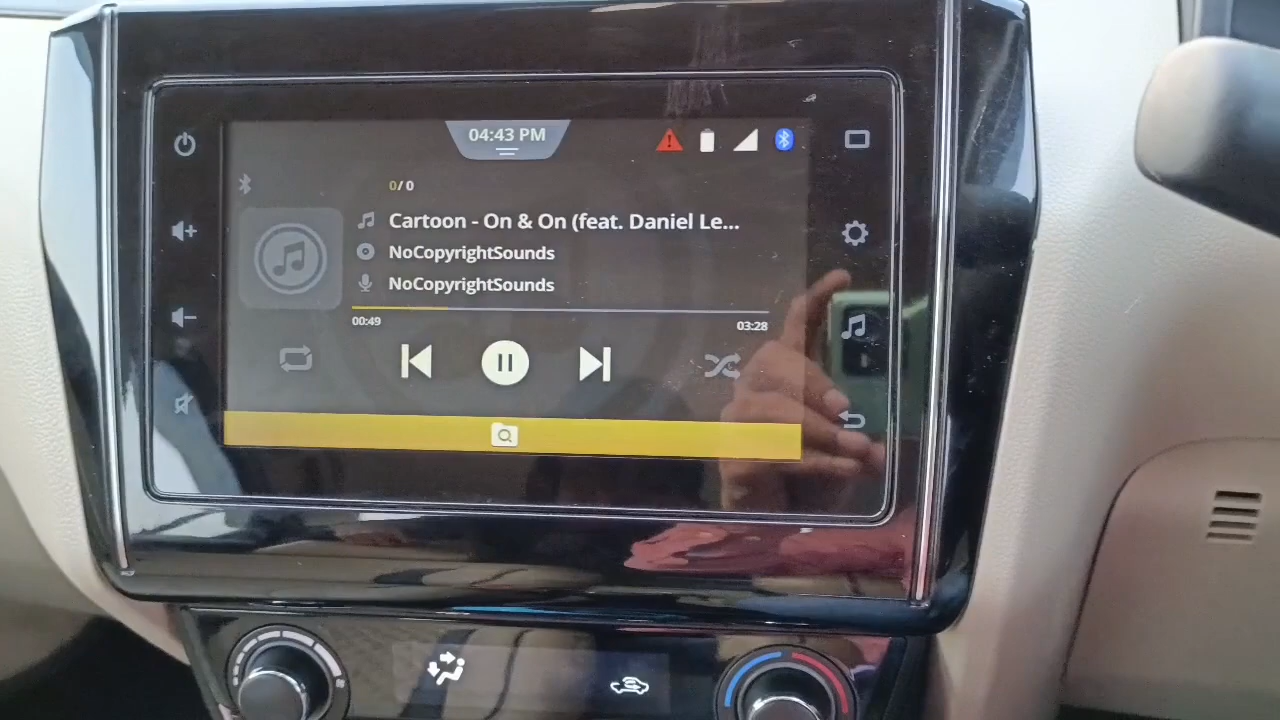 04:43 PM
0/0
Cartoon - On & On (feat. Daniel Le...
NoCopyrightSounds
NoCopyrightSounds
00:49
03:28